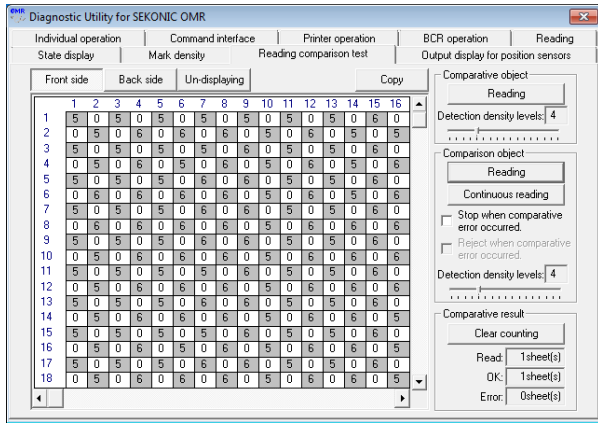 OMR Diagnostic Utility for SEKONIC OMR
Individual operation Command interface Printer operation BCR operation Reading
State display Mark density Reading comparison test Output display for position sensors
Front side Back side Un-displaying Copy
1 2 3 4 5 6 7 8 9 10 11 12 13 14 15 16
1 5 0 5 0 5 0 5 0 5 0 5 0 5 0 6 0
2 0 5 0 6 0 6 0 6 0 5 0 6 0 5 0 5
3 5 0 5 0 5 0 6 0 6 0 5 0 5 0 6 0
4 0 5 0 6 0 5 0 6 0 5 0 6 0 6 0 6
5 5 0 5 0 5 0 6 0 6 0 5 0 5 0 6 0
6 0 6 0 6 0 6 0 6 0 6 0 6 0 5 0 6
7 5 0 5 0 5 0 6 0 6 0 5 0 5 0 6 0
8 0 6 0 6 0 5 0 6 0 6 0 6 0 6 0 6
9 5 0 5 0 5 0 6 0 6 0 5 0 5 0 6 0
10 0 6 0 6 0 6 0 6 0 6 0 6 0 6 0 6
11 5 0 5 0 5 0 5 0 6 0 5 0 5 0 6 0
12 0 5 0 6 0 6 0 6 0 6 0 6 0 6 0 6
13 5 0 5 0 5 0 6 0 6 0 5 0 5 0 6 0
14 0 5 0 6 0 6 0 6 0 5 0 6 0 6 0 5
15 5 0 5 0 5 0 5 0 6 0 5 0 5 0 6 0
16 0 5 0 6 0 6 0 6 0 5 0 6 0 6 0 5
17 5 0 5 0 5 0 6 0 6 0 5 0 5 0 6 0
18 0 5 0 6 0 6 0 6 0 5 0 6 0 6 0 5
Comparative object
Reading
Detection density levels: 4
Comparison object
Reading
Continuous reading
Stop when comparative
error occurred.
Reject when comparative
error occurred.
Detection density levels: 4
Comparative result
Clear counting
Read: 1sheet(s)
OK: 1sheet(s)
Error: 0sheet(s)